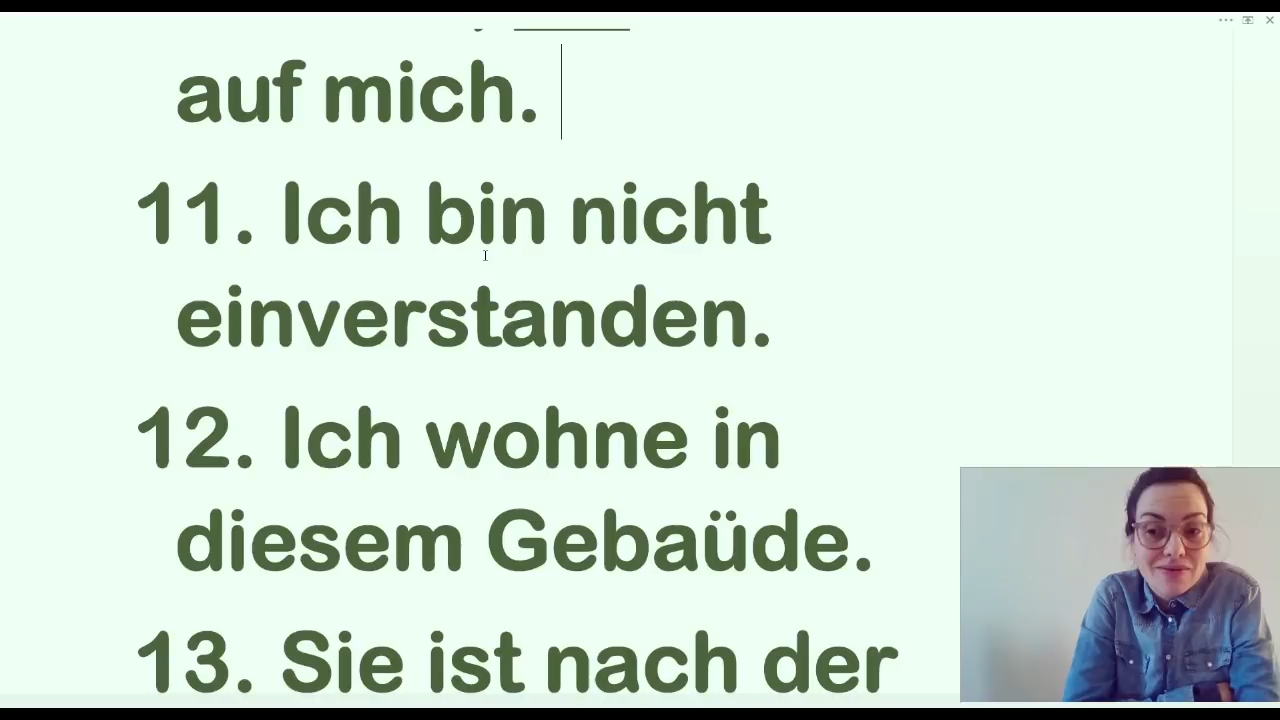 auf mich.
11. Ich bin nicht
einverstanden.
12. Ich wohne in
diesem Gebaüde.
13. Sie ist nach der